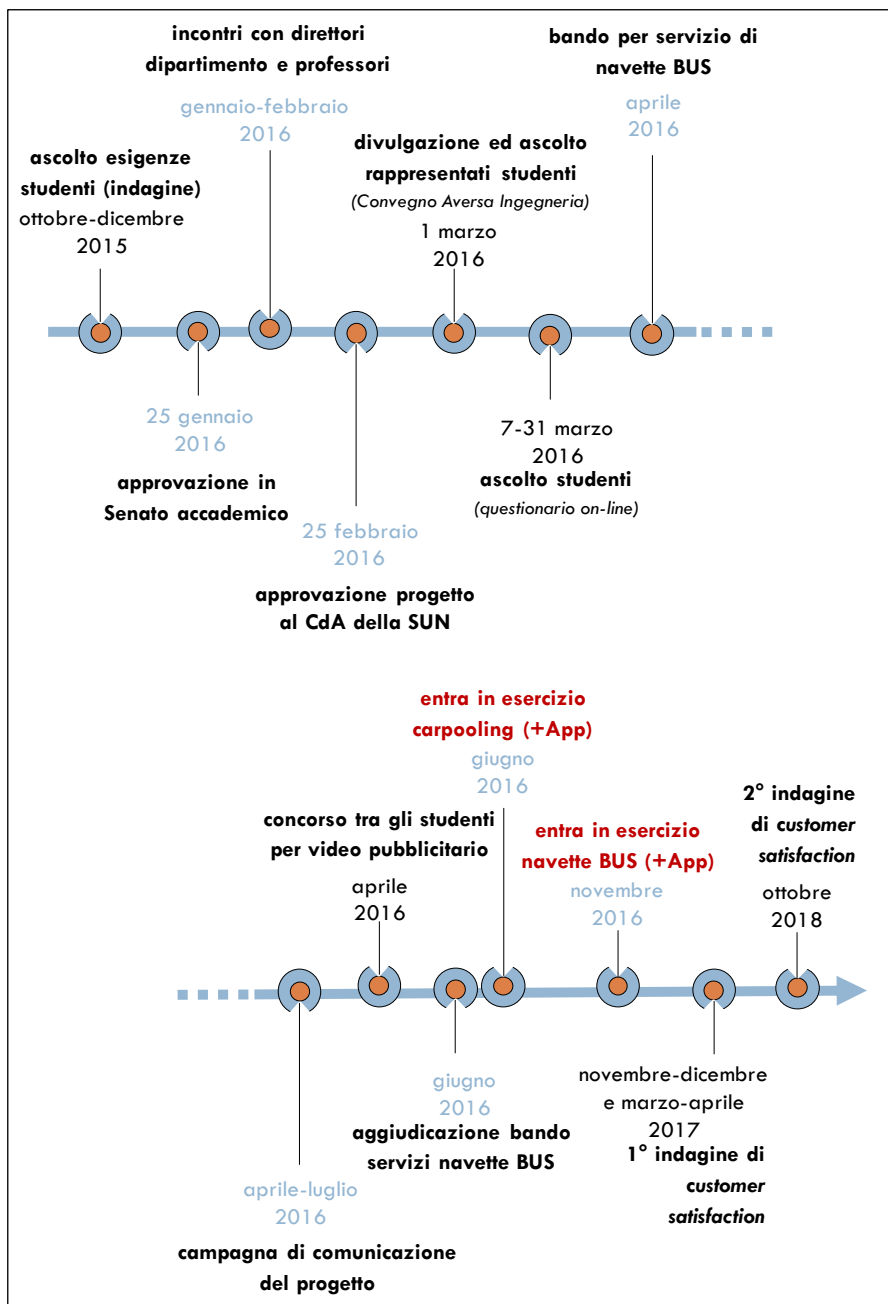 incontri con direttori
dipartimento e professori
gennaio-febbraio
2016
bando per servizio di
navette BUS
aprile
2016
ascolto esigenze
studenti (indagine)
ottobre-dicembre
2015
divulgazione ed ascolto
rappresentati studenti
(Convegno Aversa Ingegneria)
1 marzo
2016
25 gennaio
2016
approvazione in
Senato accademico
25 febbraio
2016
approvazione progetto
al CdA della SUN
7-31 marzo
2016
ascolto studenti
(questionario on-line)
entra in esercizio
carpooling (+App)
giugno
2016
concorso tra gli studenti
per video pubblicitario
aprile
2016
entra in esercizio
navette BUS (+App)
novembre
2016
2° indagine
di customer
satisfaction
ottobre
2018
aprile-luglio
2016
campagna di comunicazione
del progetto
giugno
2016
aggiudicazione bando
servizi navette BUS
novembre-dicembre
e marzo-aprile
2017
1° indagine di
customer
satisfaction